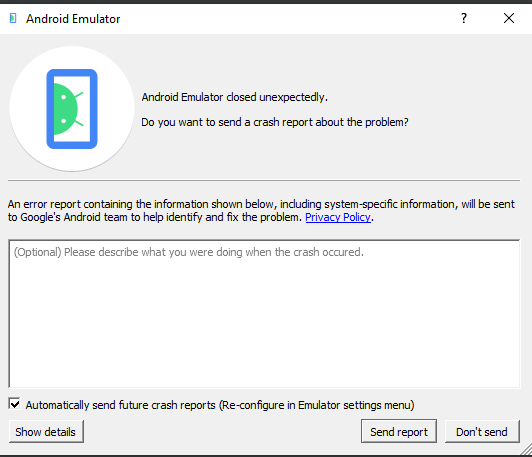 Android Emulator
?
Android Emulator closed unexpectedly.
Do you want to send a crash report about the problem?
An error report containing the information shown below, including system-specific information, will be sent
to Google's Android team to help identify and fix the problem. Privacy Policy.
(Optional) Please describe what you were doing when the crash occured.
Automatically send future crash reports (Re-configure in Emulator settings menu)
Show details
Send report
Don't send